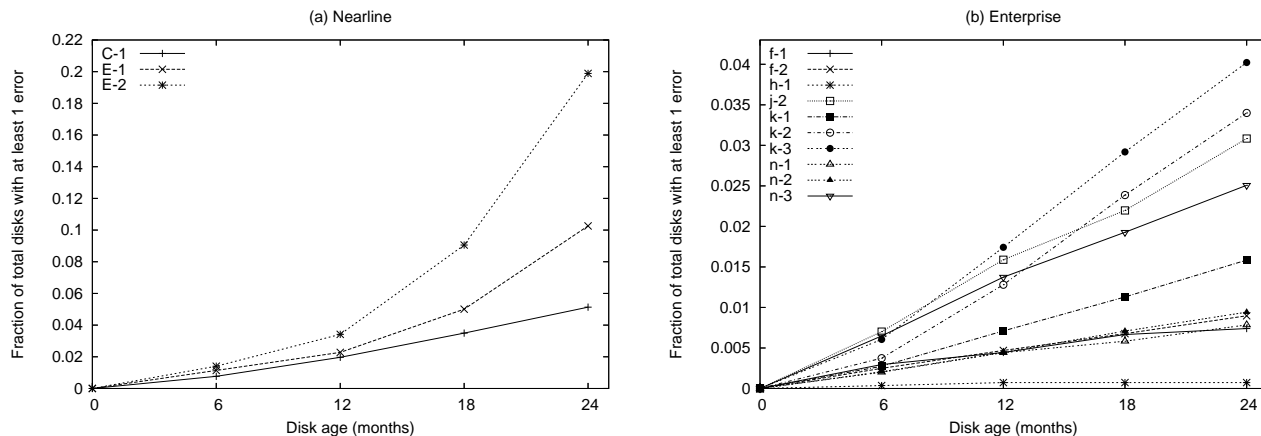 (a) Nearline
Fraction of total disks with at least 1 error
0.22
0.2
0.18
0.16
0.14
0.12
0.1
0.08
0.06
0.04
0.02
0
C-1
E-1
E-2
0 6 12 18 24
Disk age (months)
(b) Enterprise
Fraction of total disks with at least 1 error
0.04
0.035
0.03
0.025
0.02
0.015
0.01
0.005
0
f-1
f-2
h-1
j-2
k-1
k-2
k-3
n-1
n-2
n-3
0 6 12 18 24
Disk age (months)